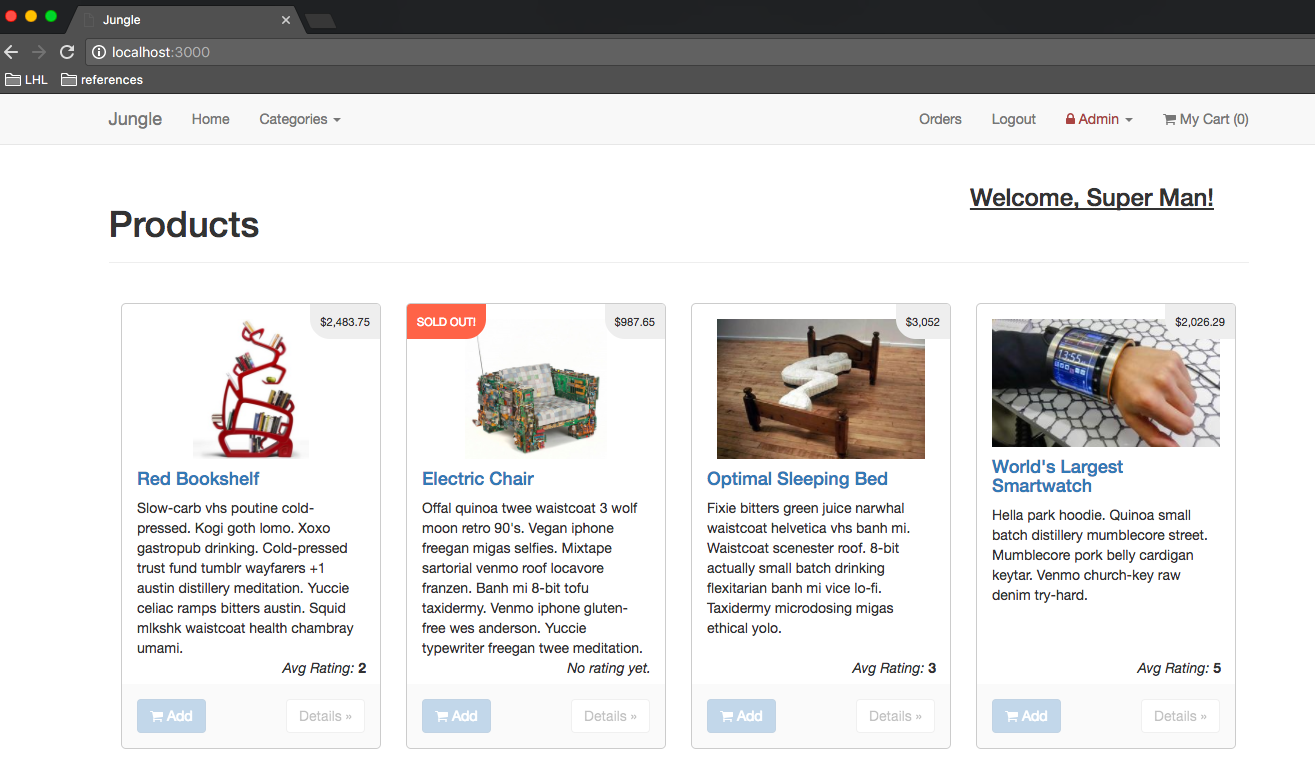 Jungle
localhost:3000
LHL references
Jungle Home Categories Orders Logout Admin My Cart (0)
Welcome, Super Man!
Products
$2,483.75
Red Bookshelf
Slow-carb vhs poutine cold-
pressed. Kogi goth lomo. Xoxo
gastropub drinking. Cold-pressed
trust fund tumblr wayfarers +1
austin distillery meditation. Yuccie
celiac ramps bitters austin. Squid
mlkshk waistcoat health chambray
umami.
Avg Rating: 2
Add Details »
SOLD OUT! $987.65
Electric Chair
Offal quinoa twee waistcoat 3 wolf
moon retro 90's. Vegan iphone
freegan migas selfies. Mixtape
sartorial venmo roof locavore
franzen. Banh mi 8-bit tofu
taxidermy. Venmo iphone gluten-
free wes anderson. Yuccie
typewriter freegan twee meditation.
No rating yet.
Add Details »
$3,052
Optimal Sleeping Bed
Fixie bitters green juice narwhal
waistcoat helvetica vhs banh mi.
Waistcoat scenester roof. 8-bit
actually small batch drinking
flexitarian banh mi vice lo-fi.
Taxidermy microdosing migas
ethical yolo.
Avg Rating: 3
Add Details »
$2,026.29
13:55
World's Largest
Smartwatch
Hella park hoodie. Quinoa small
batch distillery mumblecore street.
Mumblecore pork belly cardigan
keytar. Venmo church-key raw
denim try-hard.
Avg Rating: 5
Add Details »